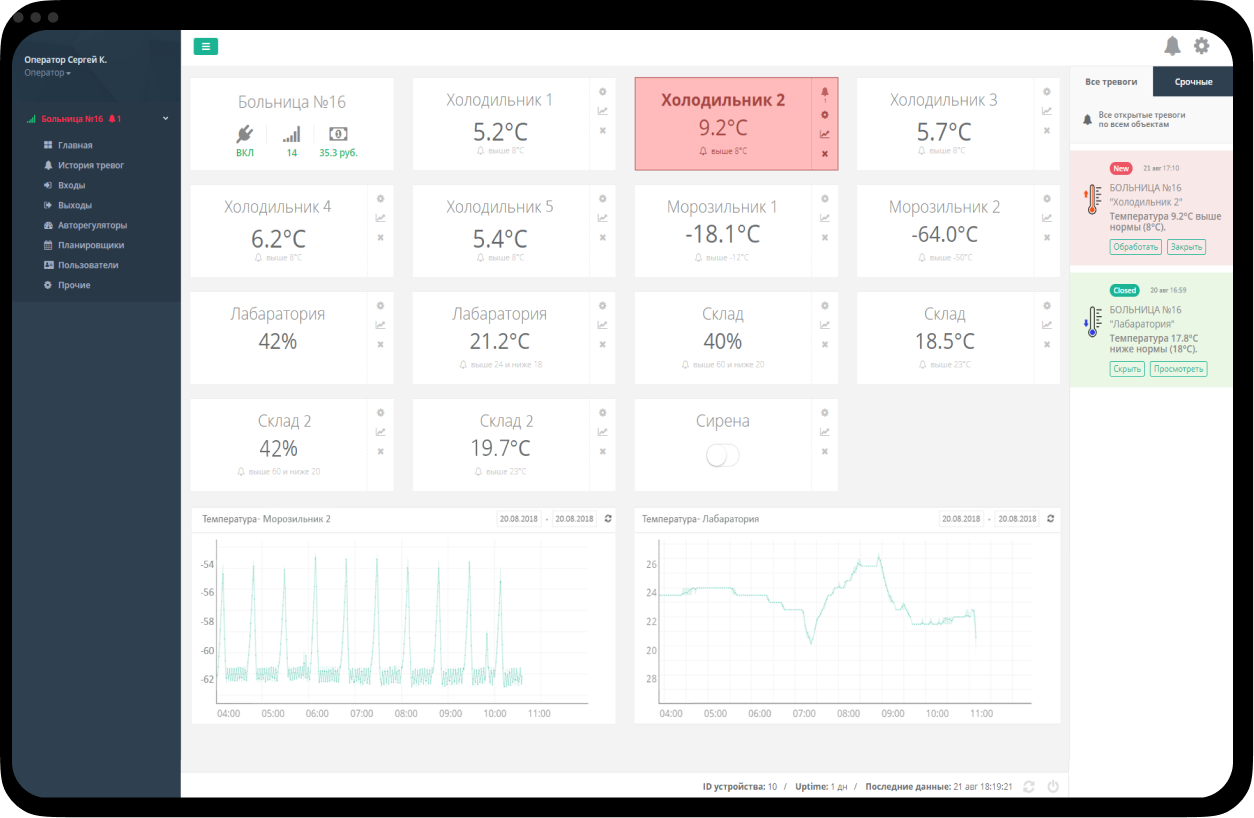 Оператор Сергей К.
Оператор
Больница №16 1
Главная
История тревог
Входы
Выходы
Авторегуляторы
Планировщики
Пользователи
Прочие
Больница №16
ВКЛ 14 35.3 руб.
Холодильник 1
5.2°C
выше 8°C
Холодильник 2
9.2°C
выше 8°C
1
Холодильник 3
5.7°C
выше 8°C
Холодильник 4
6.2°C
выше 8°C
Холодильник 5
5.4°C
выше 8°C
Морозильник 1
-18.1°C
выше -12°C
Морозильник 2
-64.0°C
выше -50°C
Лабаратория
42%
Лабаратория
21.2°C
выше 24 и ниже 18
Склад
40%
выше 60 и ниже 20
Склад
18.5°C
выше 23°C
Склад 2
42%
выше 60 и ниже 20
Склад 2
19.7°C
выше 23°C
Сирена
Температура- Морозильник 2 20.08.2018 - 20.08.2018
-54
-56
-58
-60
-62
04:00 05:00 06:00 07:00 08:00 09:00 10:00 11:00
Температура- Лабаратория 20.08.2018 - 20.08.2018
26
24
22
20
28
04:00 05:00 06:00 07:00 08:00 09:00 10:00 11:00
Все тревоги Срочные
Все открытые тревоги
по всем объектам
New 21 авг 17:10
БОЛЬНИЦА №16
"Холодильник 2"
Температура 9.2°C выше
нормы (8°C).
Обработать Закрыть
Closed 20 авг 16:59
БОЛЬНИЦА №16
"Лабаратория"
Температура 17.8°C
ниже нормы (18°C).
Скрыть Просмотреть
ID устройства: 10 / Uptime: 1 дн / Последние данные: 21 авг 18:19:21